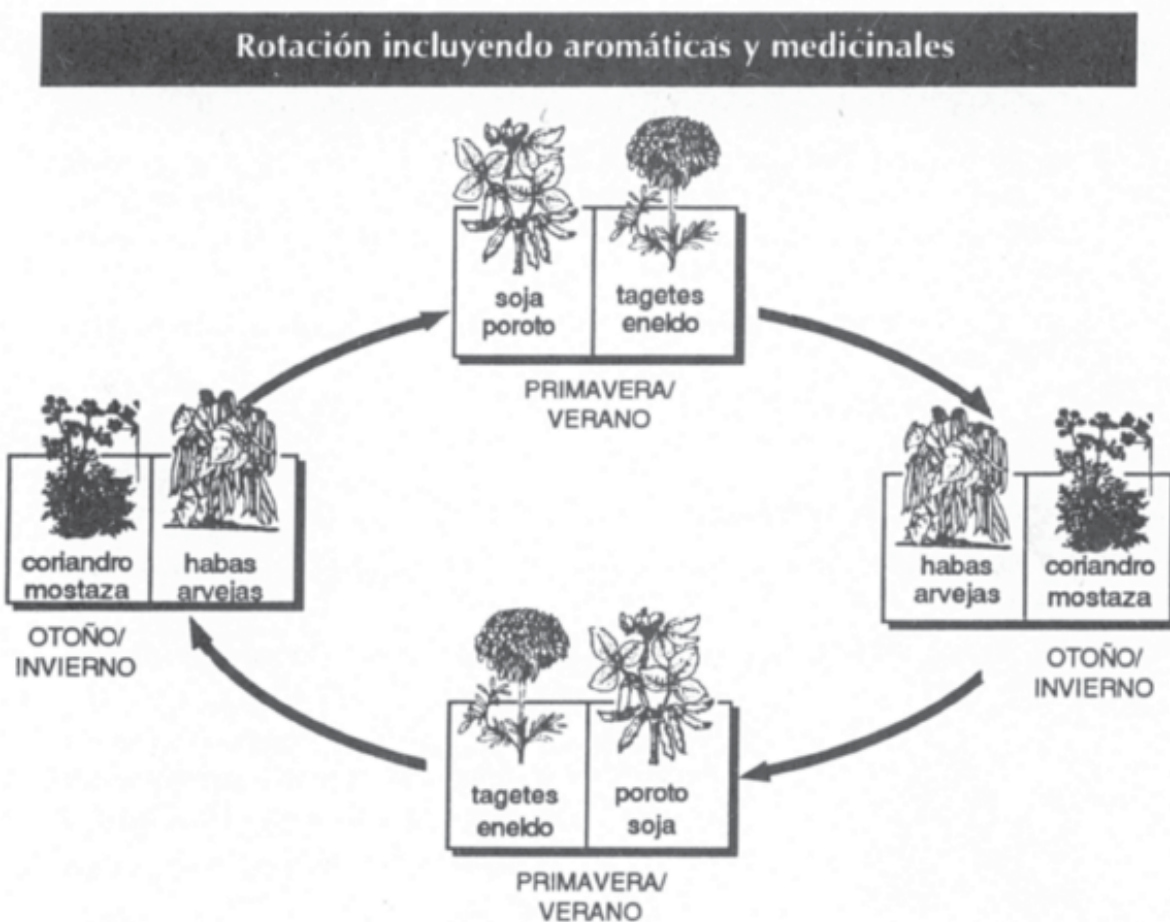 Rotación incluyendo aromáticas y medicinales
soja
poroto
tagetes
eneldo
PRIMAVERA/
VERANO
coriandro
mostaza
habas
arvejas
OTOÑO/
INVIERNO
habas
arvejas
coriandro
mostaza
OTOÑO/
INVIERNO
tagetes
eneldo
poroto
soja
PRIMAVERA/
VERANO